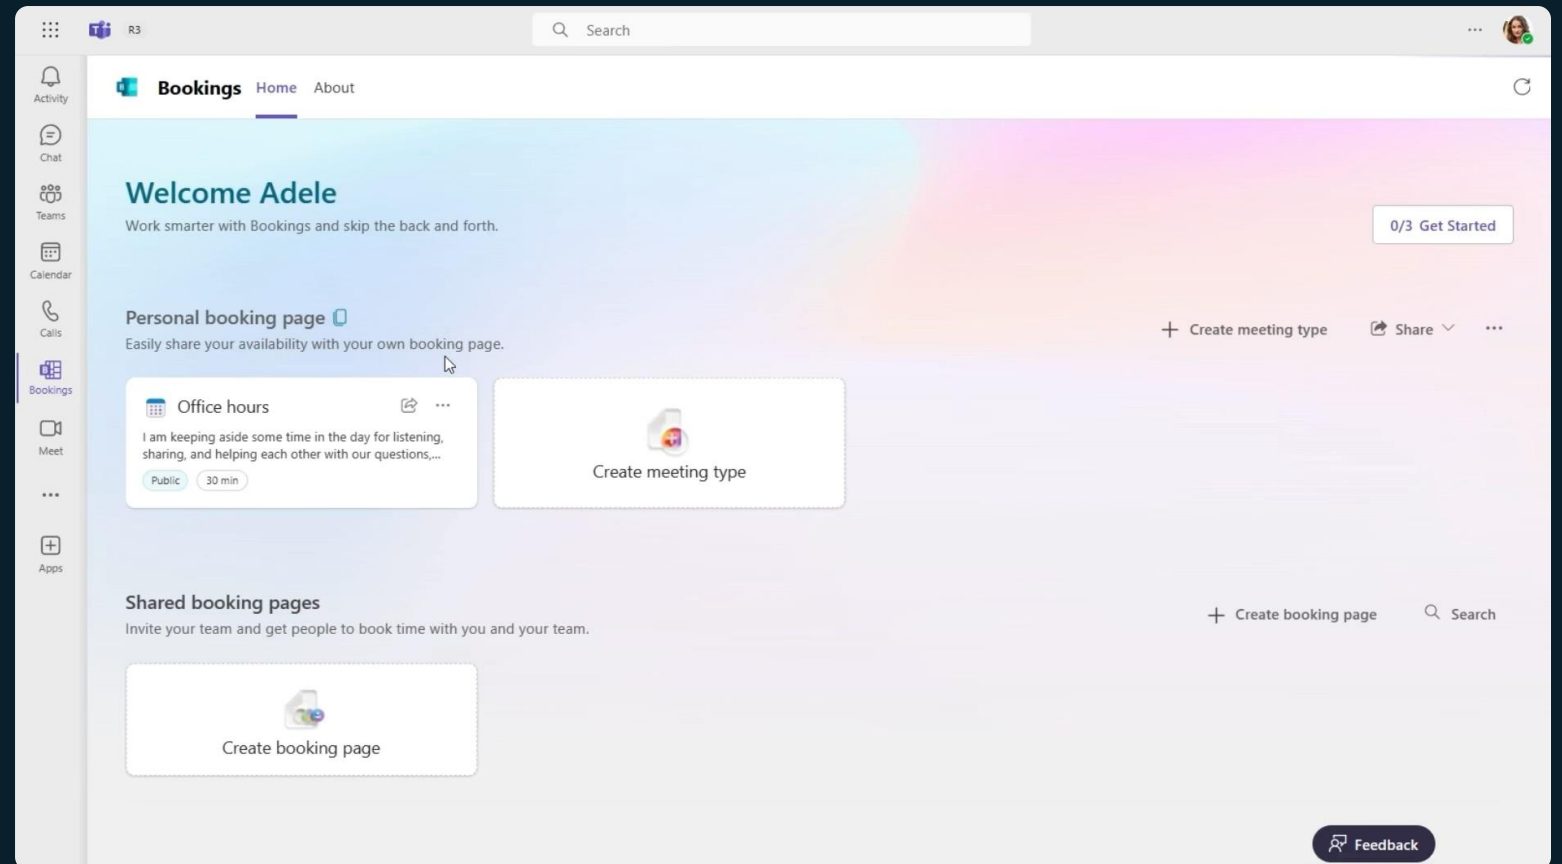 R3
Search
Activity
Chat
Teams
Calendar
Calls
Bookings
Meet
Apps
Bookings Home About
Welcome Adele
Work smarter with Bookings and skip the back and forth.
0/3 Get Started
Personal booking page
Easily share your availability with your own booking page.
Create meeting type Share
Office hours
I am keeping aside some time in the day for listening,
sharing, and helping each other with our questions,...
Public 30 min
Create meeting type
Shared booking pages
Invite your team and get people to book time with you and your team.
Create booking page Search
Create booking page
Feedback